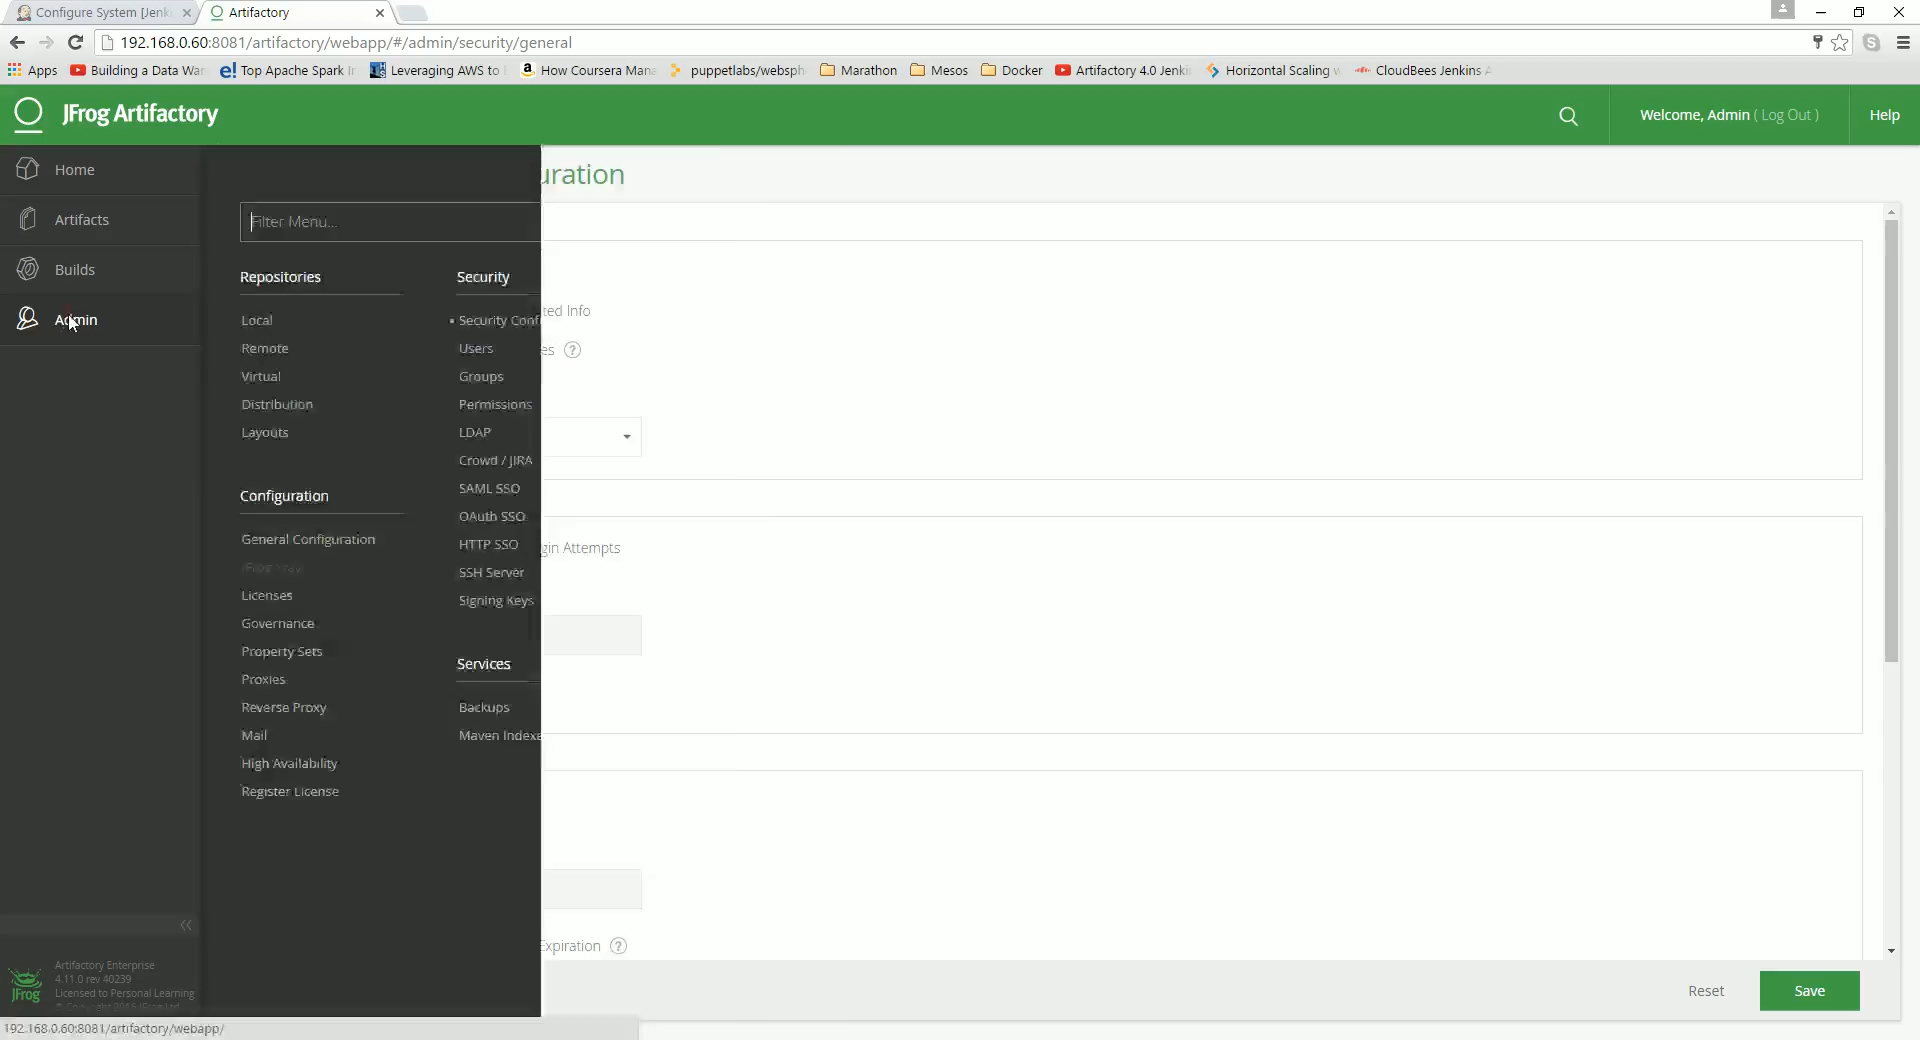 Configure System [Jenk
Artifactory
192.168.0.60:8081/artifactory/webapp/#/admin/security/general
Apps
Building a Data War
Top Apache Spark In
Leveraging AWS to
How Coursera Mana
puppetlabs/websph
Marathon
Mesos
Docker
Artifactory 4.0 Jenki
Horizontal Scaling w
CloudBees Jenkins A
JFrog Artifactory
Welcome, Admin ( Log Out )
Help
Home
Artifacts
Builds
Admin
Filter Menu...
Repositories
Local
Remote
Virtual
Distribution
Layouts
Configuration
General Configuration
Licenses
Governance
Property Sets
Proxies
Reverse Proxy
Mail
High Availability
Register License
Security
Security Conf
Users
Groups
Permissions
LDAP
Crowd / JIRA
SAML SSO
OAuth SSO
HTTP SSO
SSH Server
Signing Keys
Services
Backups
Maven Indexe
uration
ted Info
es ?
gin Attempts
Expiration ?
Reset
Save
JFrog
Artifactory Enterprise
4.11.0 rev 40239
Licensed to Personal Learning
192.168.0.60:8081/artifactory/webapp/